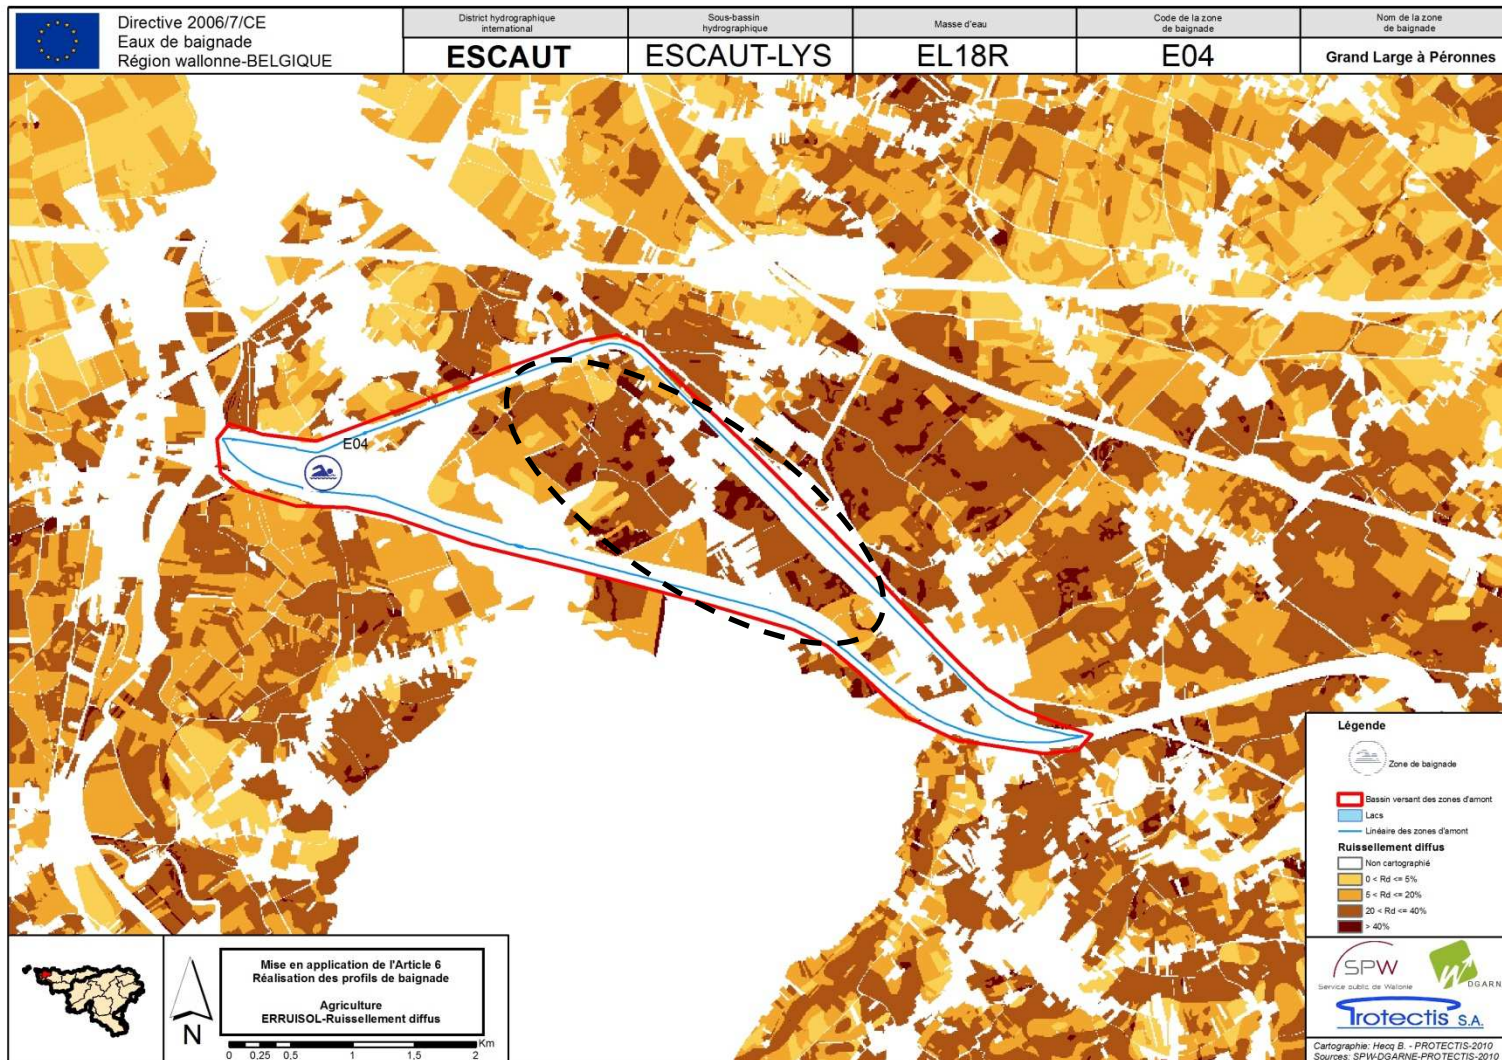 Directive 2006/7/CE
Eaux de baignade
Région wallonne-BELGIQUE
District hydrographique
international
ESCAUT
Sous-bassin
hydrographique
ESCAUT-LYS
Masse d'eau
EL18R
Code de la zone
de baignade
E04
Nom de la zone
de baignade
Grand Large à Péronnes
E04
Légende
Zone de baignade
Bassin versant des zones d'amont
Lacs
Linéaire des zones d'amont
Ruissellement diffus
Non cartographié
0 < Rd <= 5%
5 < Rd <= 20%
20 < Rd <= 40%
> 40%
SPW
Service public de Wallonie
DGARNE
Protectis S.A.
Cartographie: Hecq B. - PROTECTIS-2010
Sources: SPW-DGARNE-PROTECTIS-2010
N
Mise en application de l'Article 6
Réalisation des profils de baignade
Agriculture
ERRUISOL-Ruissellement diffus
Km
0 0,25 0,5 1 1,5 2